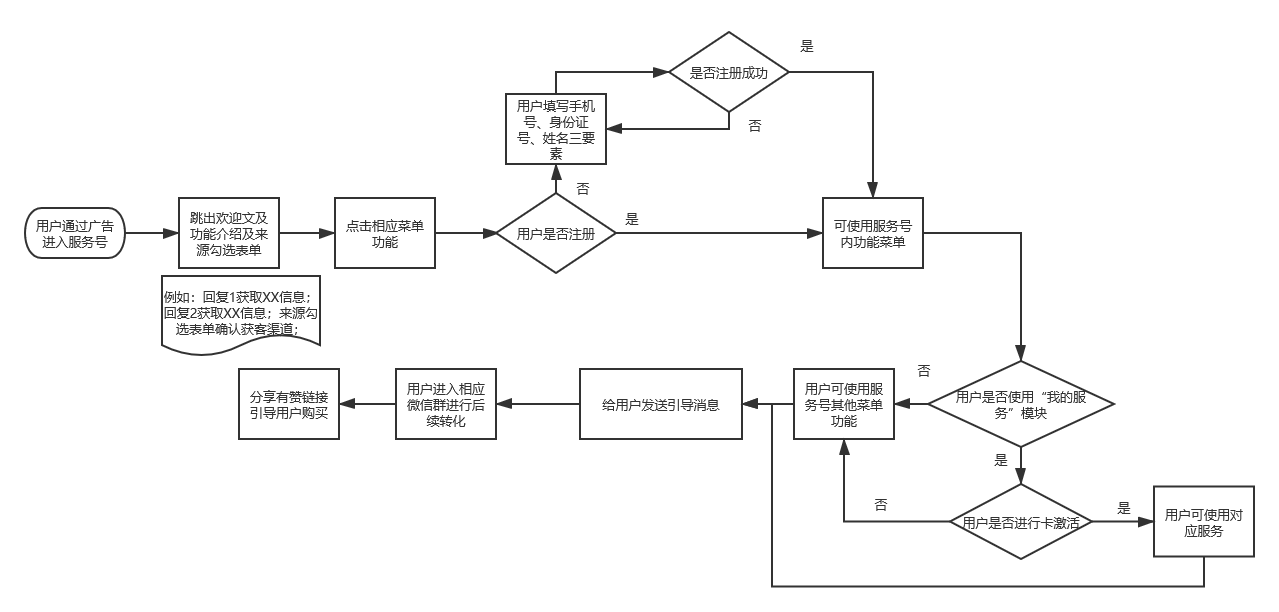 是
是否注册成功
用户填写手机
号、身份证
号、姓名三要
素
否
否
是
用户通过广告
进入服务号
跳出欢迎文及
功能介绍及来
源勾选表单
点击相应菜单
功能
用户是否注册
可使用服务号
内功能菜单
例如：回复1获取XX信息；
回复2获取XX信息；来源勾
选表单确认获客渠道；
否
分享有赞链接
引导用户购买
用户进入相应
微信群进行后
续转化
给用户发送引导消息
用户可使用服
务号其他菜单
功能
用户是否使用“我的服
务”模块
是
否
用户是否进行卡激活
是
用户可使用对
应服务